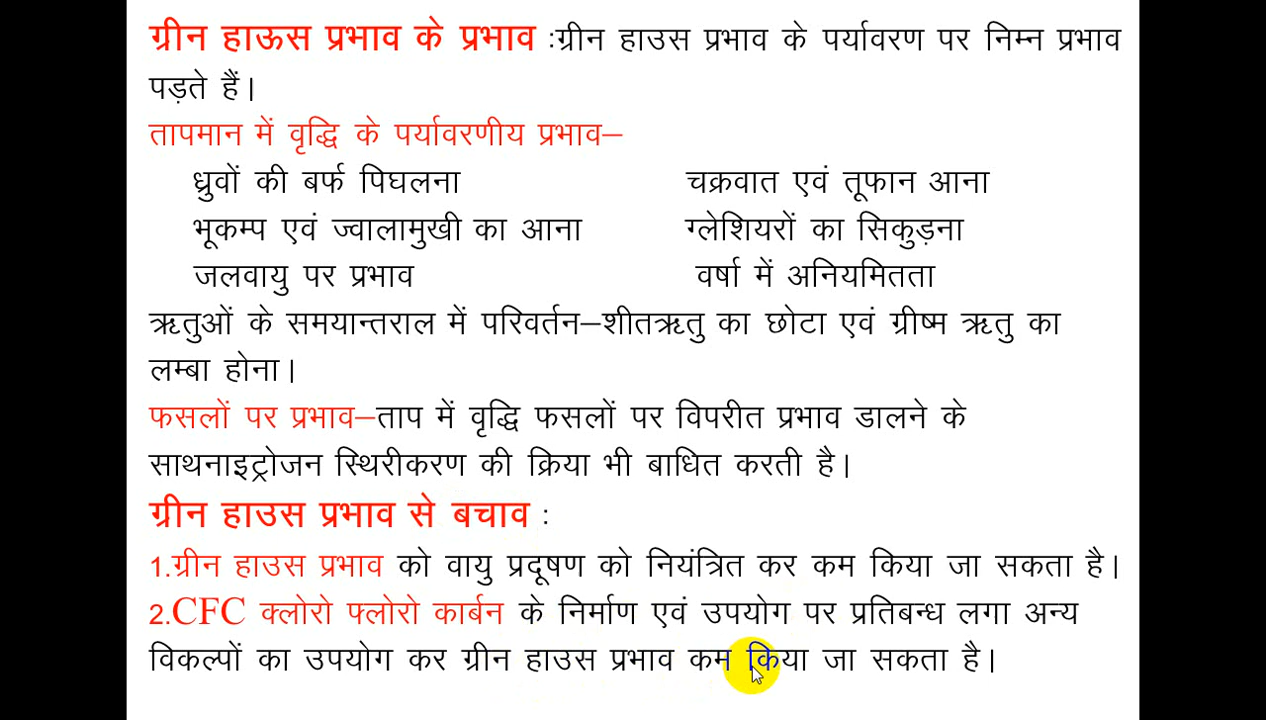 ग्रीन हाऊस प्रभाव के प्रभाव :ग्रीन हाउस प्रभाव के पर्यावरण पर निम्न प्रभाव
पड़ते हैं।
तापमान में वृद्धि के पर्यावरणीय प्रभाव–
ध्रुवों की बर्फ पिघलना चक्रवात एवं तूफान आना
भूकम्प एवं ज्वालामुखी का आना ग्लेशियरों का सिकुड़ना
जलवायु पर प्रभाव वर्षा में अनियमितता
ऋतुओं के समयान्तराल में परिवर्तन–शीतऋतु का छोटा एवं ग्रीष्म ऋतु का
लम्बा होना।
फसलों पर प्रभाव–ताप में वृद्धि फसलों पर विपरीत प्रभाव डालने के
साथनाइट्रोजन स्थिरीकरण की क्रिया भी बाधित करती है।
ग्रीन हाउस प्रभाव से बचाव :
1.ग्रीन हाउस प्रभाव को वायु प्रदूषण को नियंत्रित कर कम किया जा सकता है।
2.CFC क्लोरो फ्लोरो कार्बन के निर्माण एवं उपयोग पर प्रतिबन्ध लगा अन्य
विकल्पों का उपयोग कर ग्रीन हाउस प्रभाव कम किया जा सकता है।